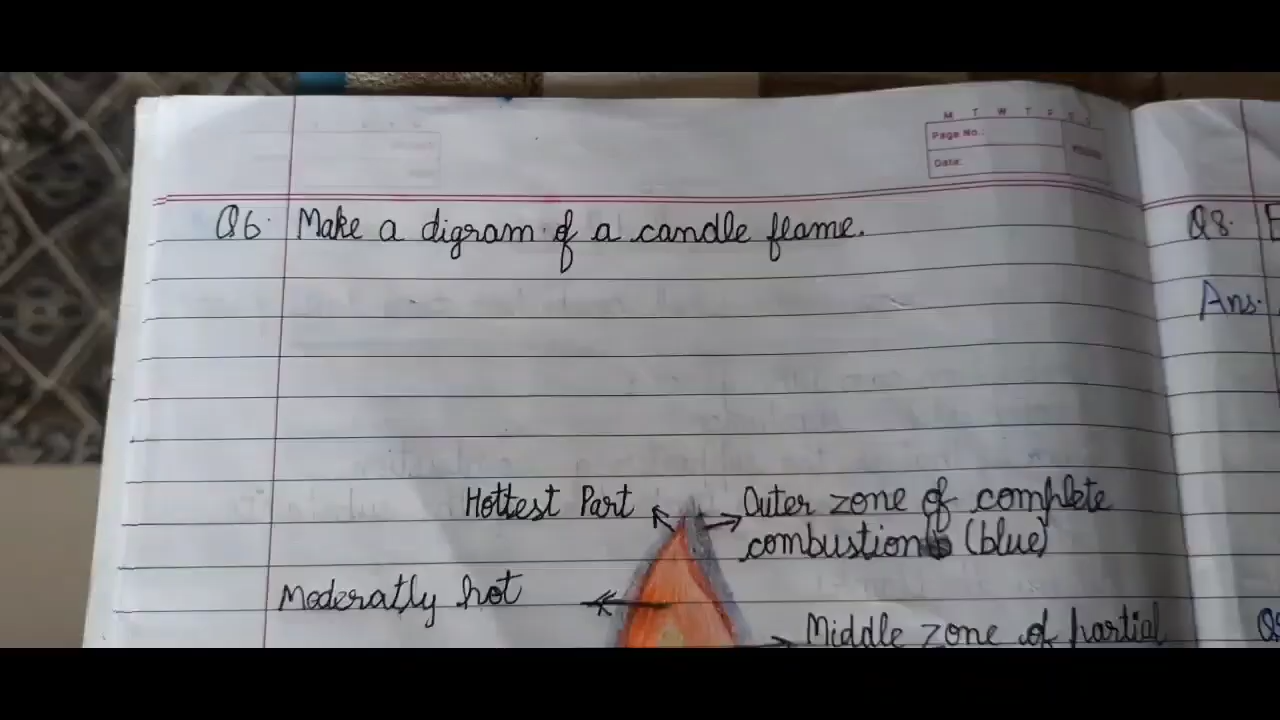 M T W T F S S
Page No.:
Date:
Q6. Make a digram of a candle flame.
Hottest Part
Outer zone of complete
combustion (blue)
Moderatly hot
Middle zone of partial
Q8.
Ans.